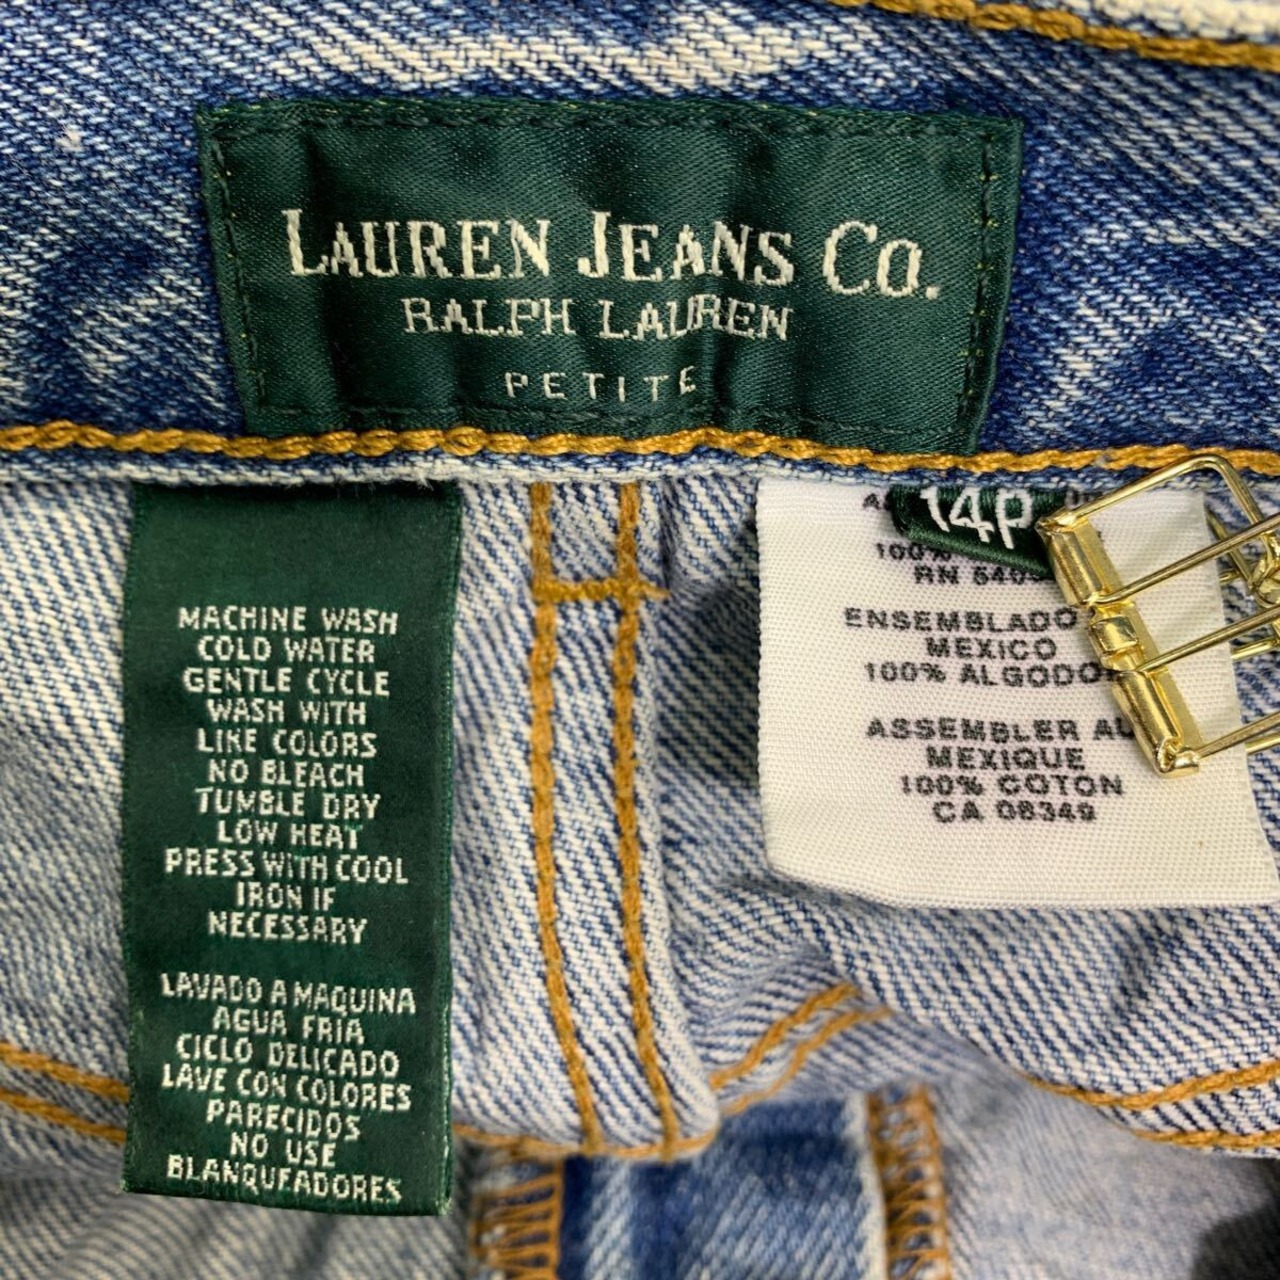 LAUREN JEANS CO.
RALPH LAUREN
PETITE
MACHINE WASH
COLD WATER
GENTLE CYCLE
WASH WITH
LIKE COLORS
NO BLEACH
TUMBLE DRY
LOW HEAT
PRESS WITH COOL
IRON IF
NECESSARY
LAVADO A MAQUINA
AGUA FRIA
CICLO DELICADO
LAVE CON COLORES
PARECIDOS
NO USE
BLANQUEADORES
14P
100%
RN
ENSEMBLADO
MEXICO
100%
ASSEMBLER AU
MEXIQUE
100% COTON
CA 08349